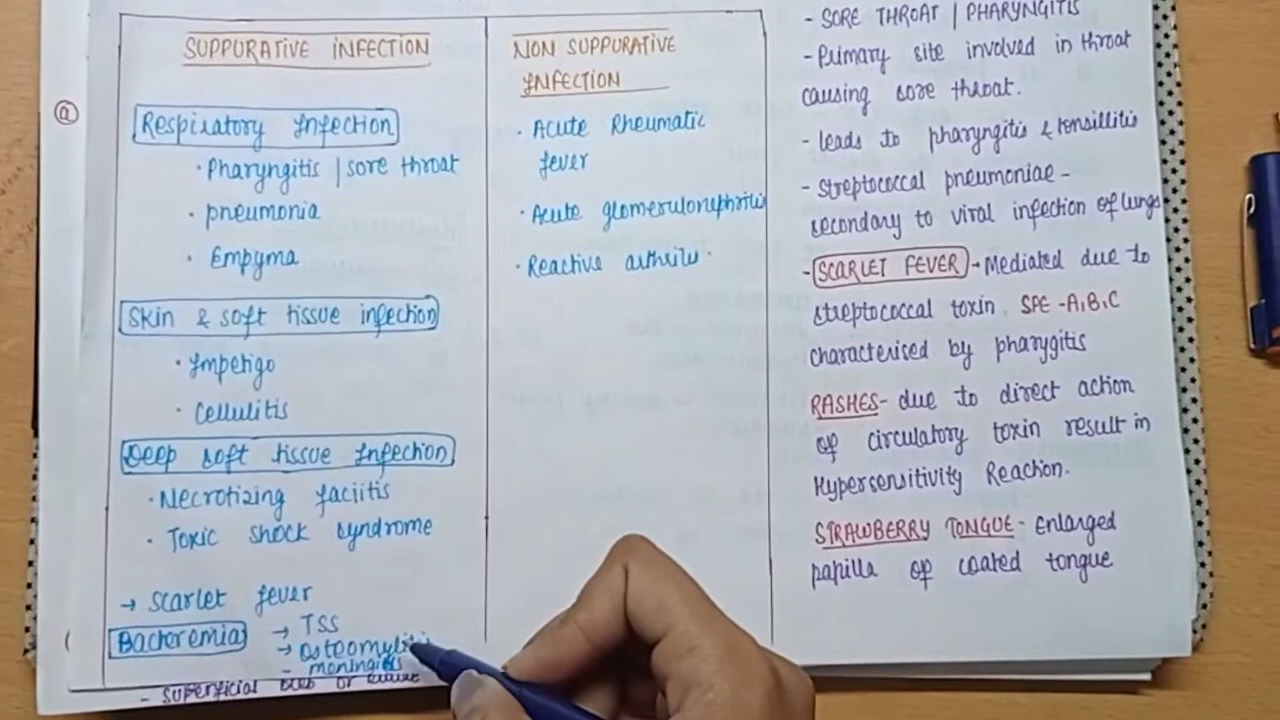 SUPPURATIVE INFECTION
a
Respiratory Infection
· Pharyngitis | sore throat
· pneumonia
· Empyma
Skin & soft tissue infection
· Impetigo
· cellulitis
Deep soft tissue Infection
· Necrotizing faciitis
· Toxic shock syndrome
→ Scarlet fever
Bacteremia → TSS
→ Osteomylitis
- meningitis
- superficial
NON SUPPURATIVE
INFECTION
· Acute Rheumatic
fever
· Acute glomerulonephritis
· Reactive arthritis
- SORE THROAT | PHARYNGITIS
- Primary site involved in throat
causing sore throat.
- leads to pharyngitis & tonsillitis
- Streptococcal pneumoniae -
secondary to viral infection of lungs
- SCARLET FEVER - Mediated due to
streptococcal toxin. SPE - A,B,C
characterised by pharygitis
RASHES - due to direct action
of circulatory toxin result in
Hypersensitivity Reaction.
STRAWBERRY TONGUE - Enlarged
papilla of coated tongue